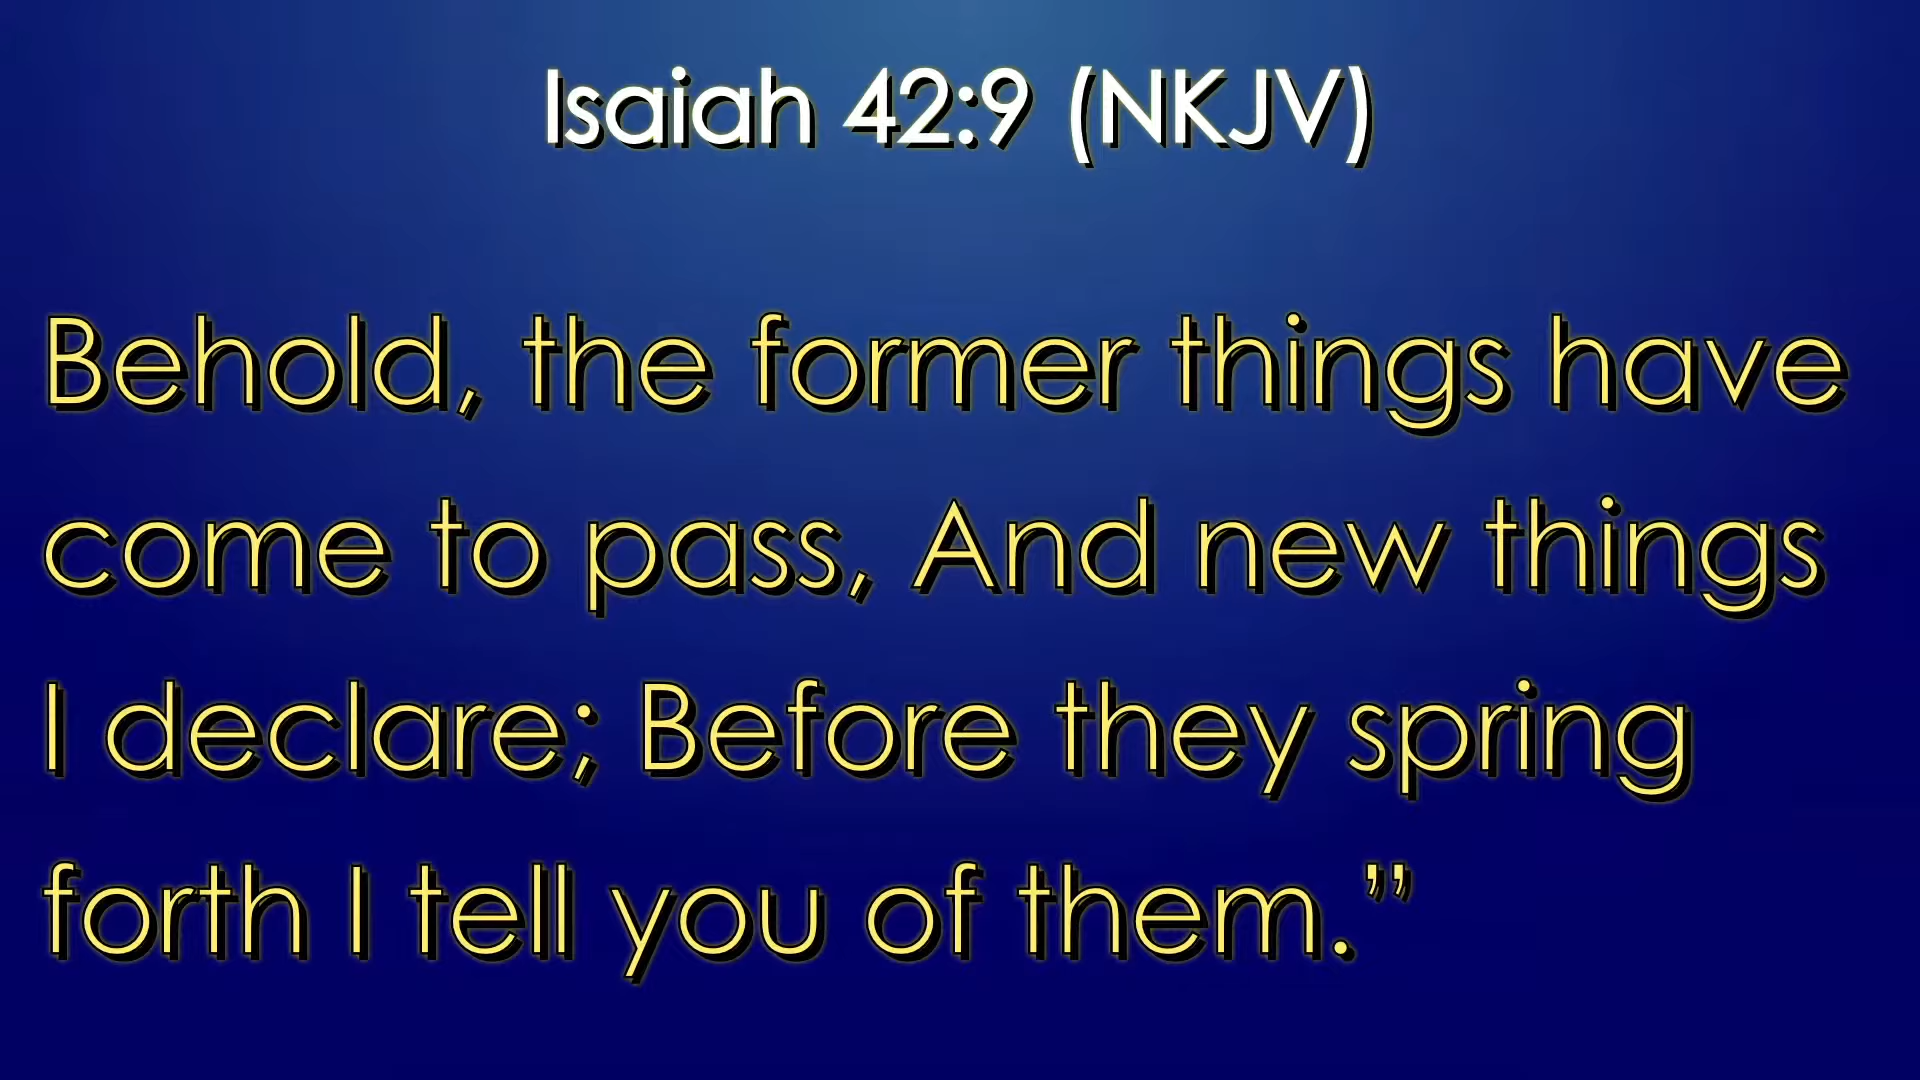 Isaiah 42:9 (NKJV)
Behold, the former things have
come to pass, And new things
I declare; Before they spring
forth I tell you of them.”